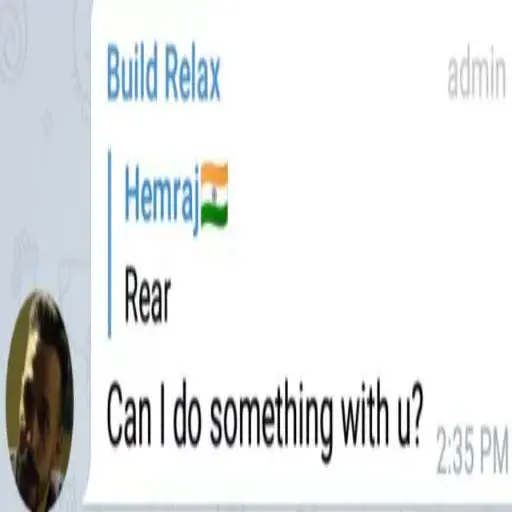 Build Relax admin
Hemraj🇮🇳
Rear
Can I do something with u?
2:35 PM